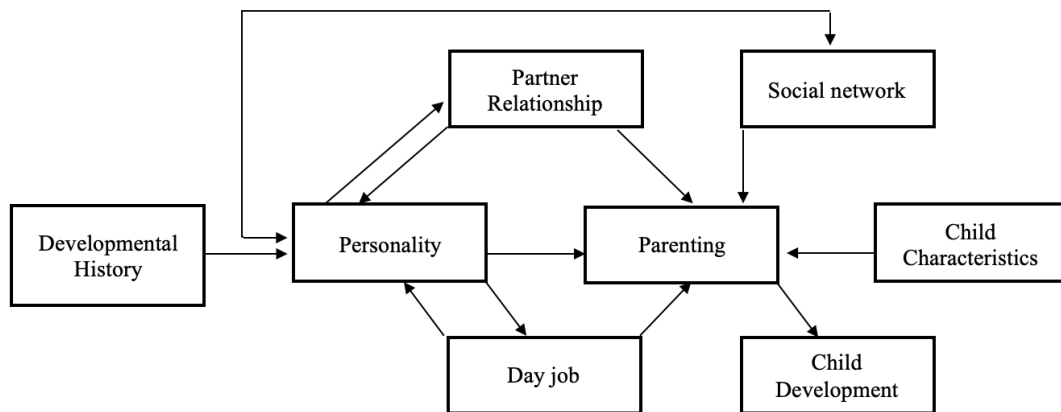 Partner
Relationship
Social network
Developmental
History
Personality
Parenting
Child
Characteristics
Day job
Child
Development